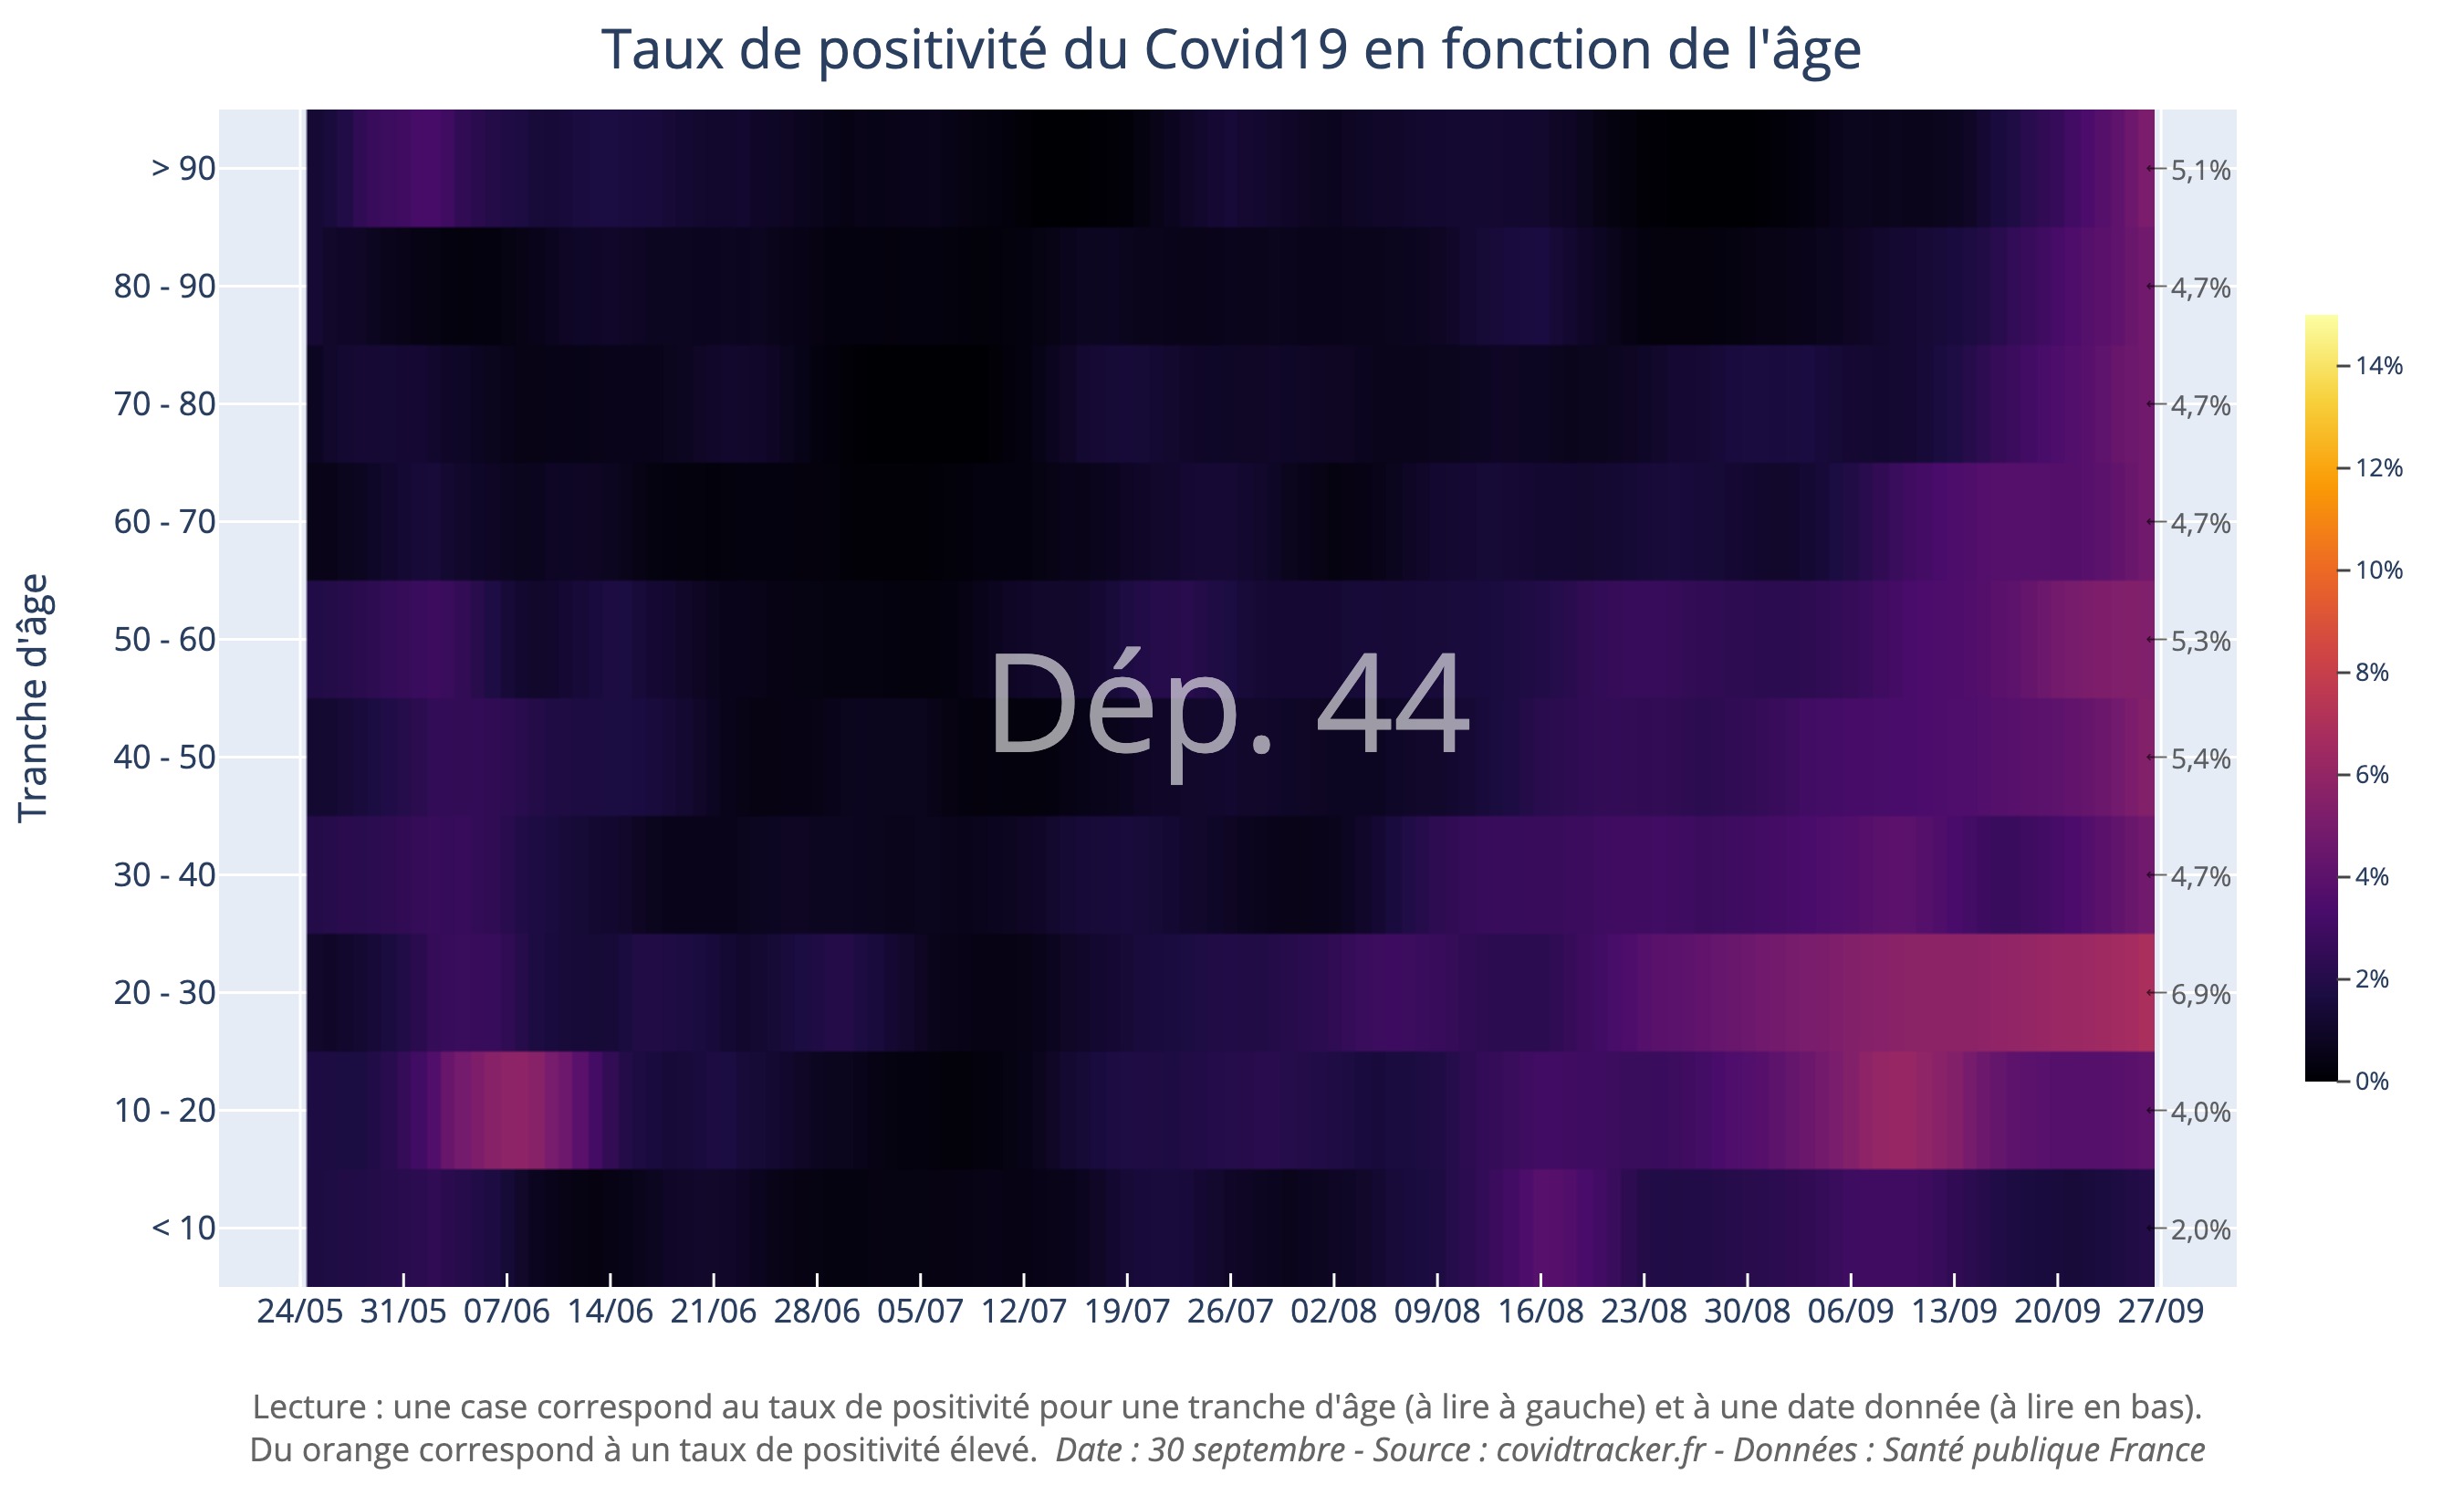 Taux de positivité du Covid19 en fonction de l'âge
Tranche d'âge
> 90
80 - 90
70 - 80
60 - 70
50 - 60
40 - 50
30 - 40
20 - 30
10 - 20
< 10
Dép. 44
5,1%
4,7%
4,7%
4,7%
5,3%
5,4%
4,7%
6,9%
4,0%
2,0%
14%
12%
10%
8%
6%
4%
2%
0%
24/05 31/05 07/06 14/06 21/06 28/06 05/07 12/07 19/07 26/07 02/08 09/08 16/08 23/08 30/08 06/09 13/09 20/09 27/09
Lecture : une case correspond au taux de positivité pour une tranche d'âge (à lire à gauche) et à une date donnée (à lire en bas).
Du orange correspond à un taux de positivité élevé. Date : 30 septembre - Source : covidtracker.fr - Données : Santé publique France